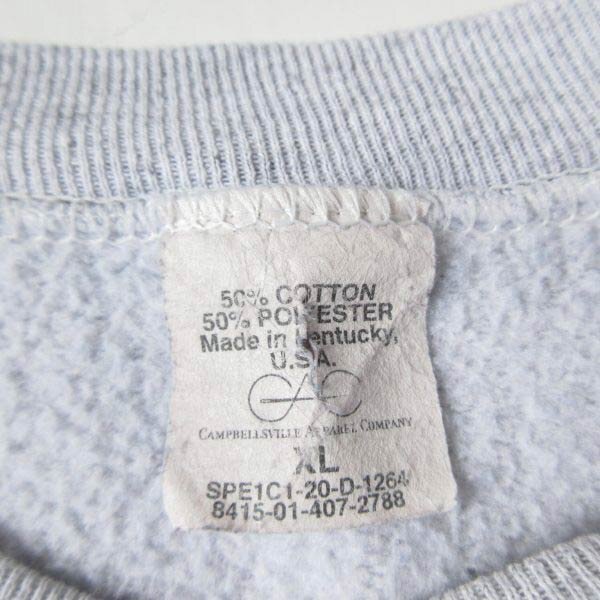 50% COTTON
50% POLYESTER
Made in Kentucky,
U.S.A.
CAMPBELLSVILLE APPAREL COMPANY
XL
SPE1C1-20-D-1264
8415-01-407-2788